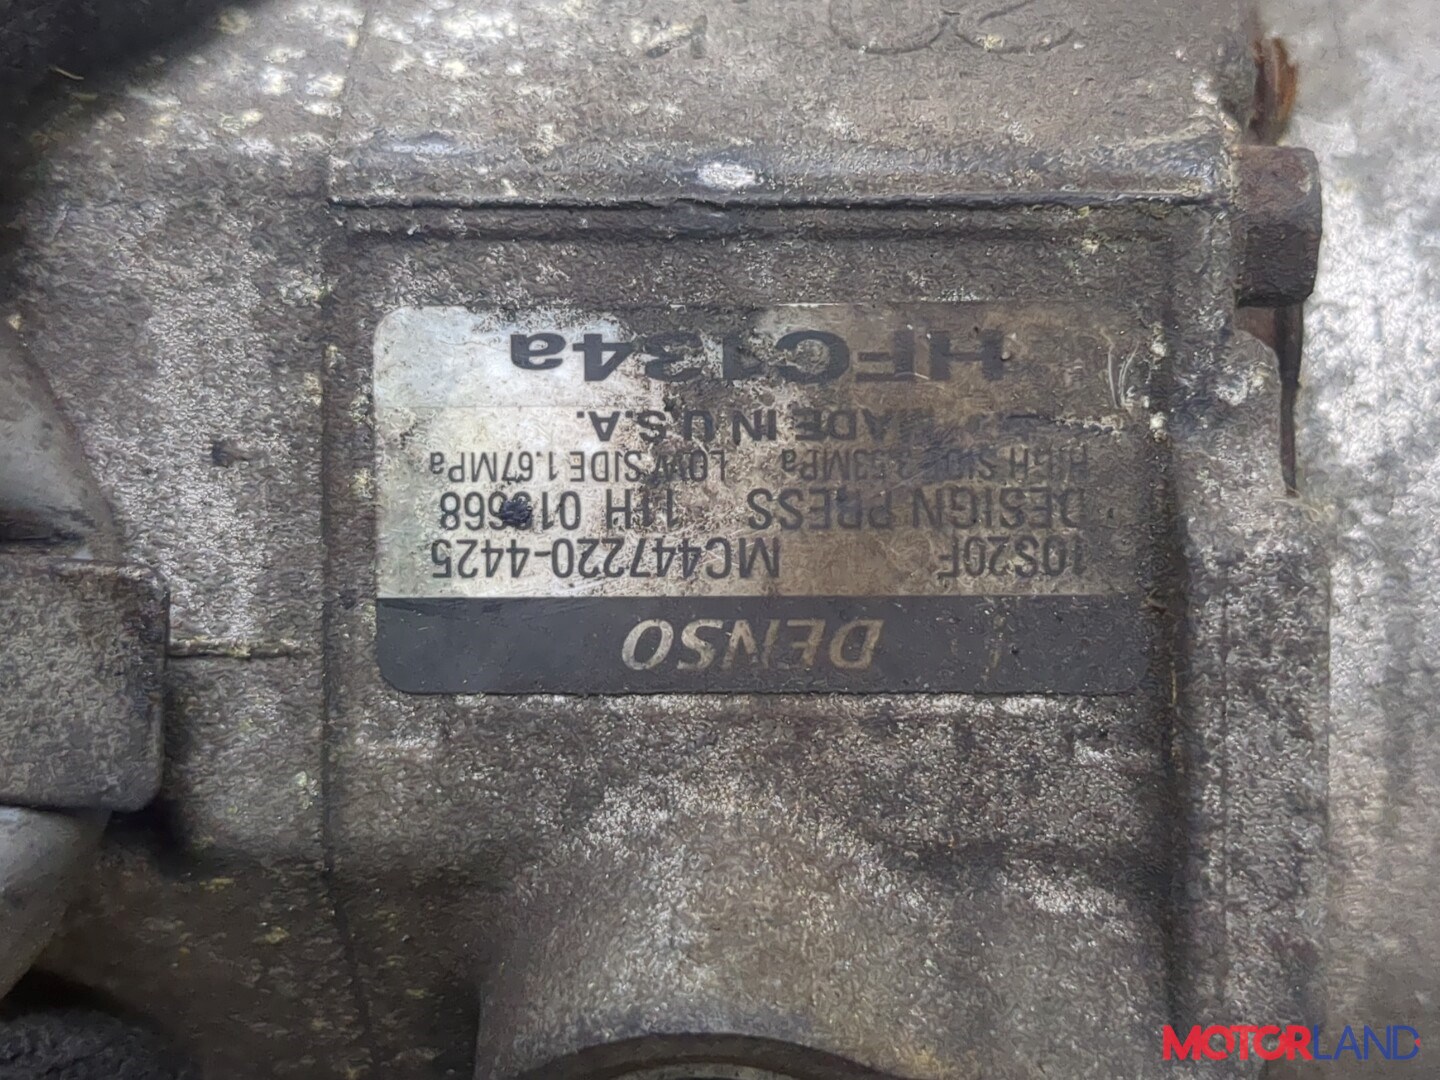 DENSO
10S20F MC447220-4425
DESIGN PRESS 11H
HIGH SIDE 3.53MPa LOW SIDE 1.67MPa
MADE IN U.S.A.
HFC134a
MOTORLAND